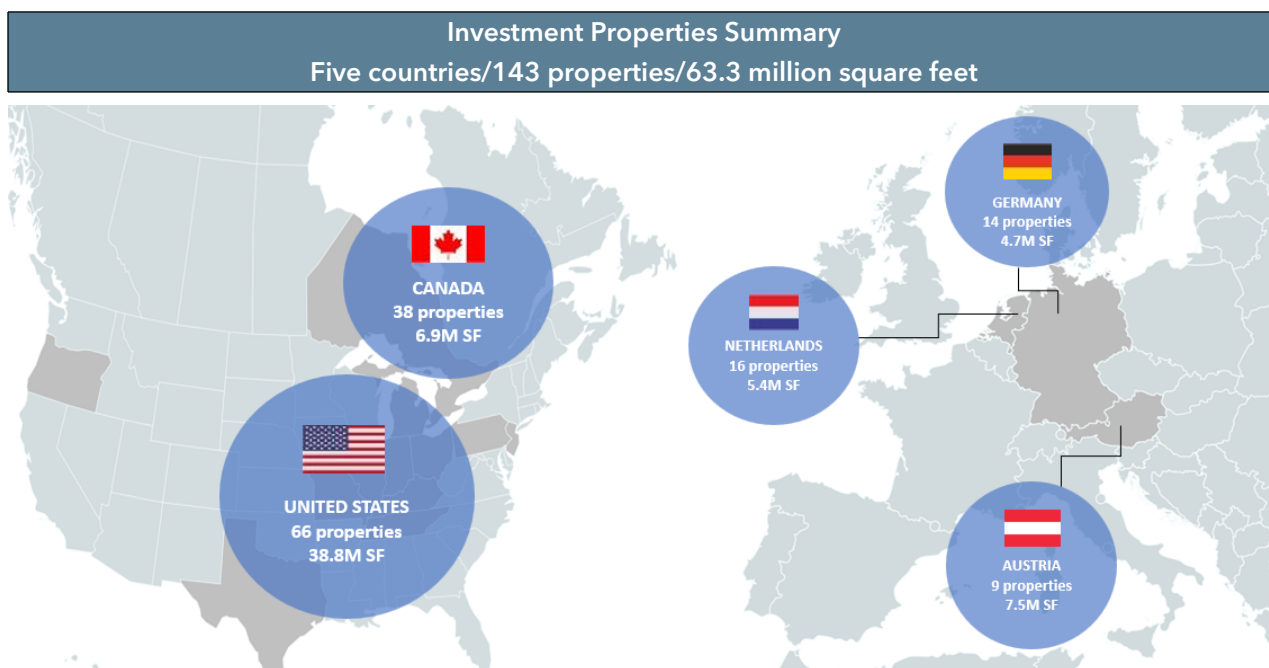 Investment Properties Summary
Five countries/143 properties/63.3 million square feet
CANADA
38 properties
6.9M SF
UNITED STATES
66 properties
38.8M SF
GERMANY
14 properties
4.7M SF
NETHERLANDS
16 properties
5.4M SF
AUSTRIA
9 properties
7.5M SF